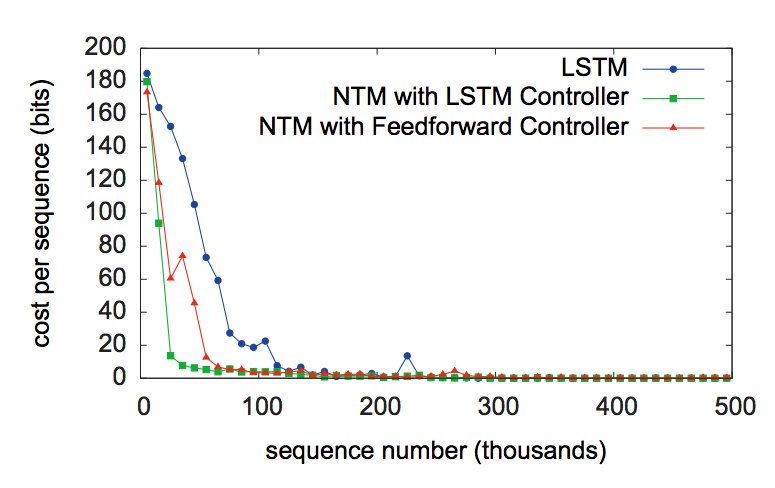 200
180
160
140
120
100
80
60
40
20
0
cost per sequence (bits)
LSTM
NTM with LSTM Controller
NTM with Feedforward Controller
0 100 200 300 400 500
sequence number (thousands)